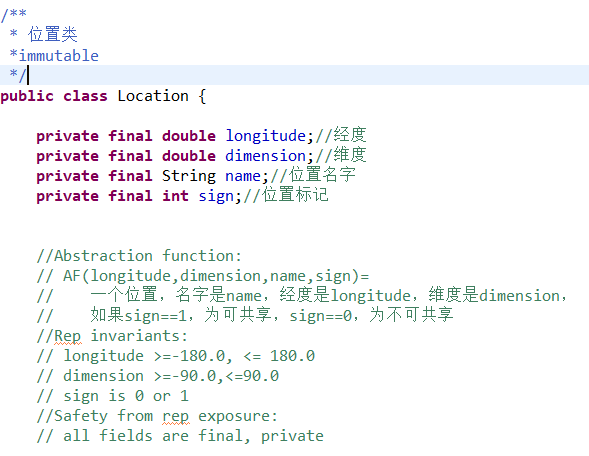 /**
 * 位置类
 *immutable
 */
public class Location {
private final double longitude;//经度
private final double dimension;//维度
private final String name;//位置名字
private final int sign;//位置标记
//Abstraction function:
// AF(longitude,dimension,name,sign)=
//    一个位置，名字是name，经度是longitude，维度是dimension，
//    如果sign==1，为可共享，sign==0，为不可共享
//Rep invariants:
// longitude >=-180.0, <= 180.0
// dimension >=-90.0,<=90.0
// sign is 0 or 1
//Safety from rep exposure:
// all fields are final, private